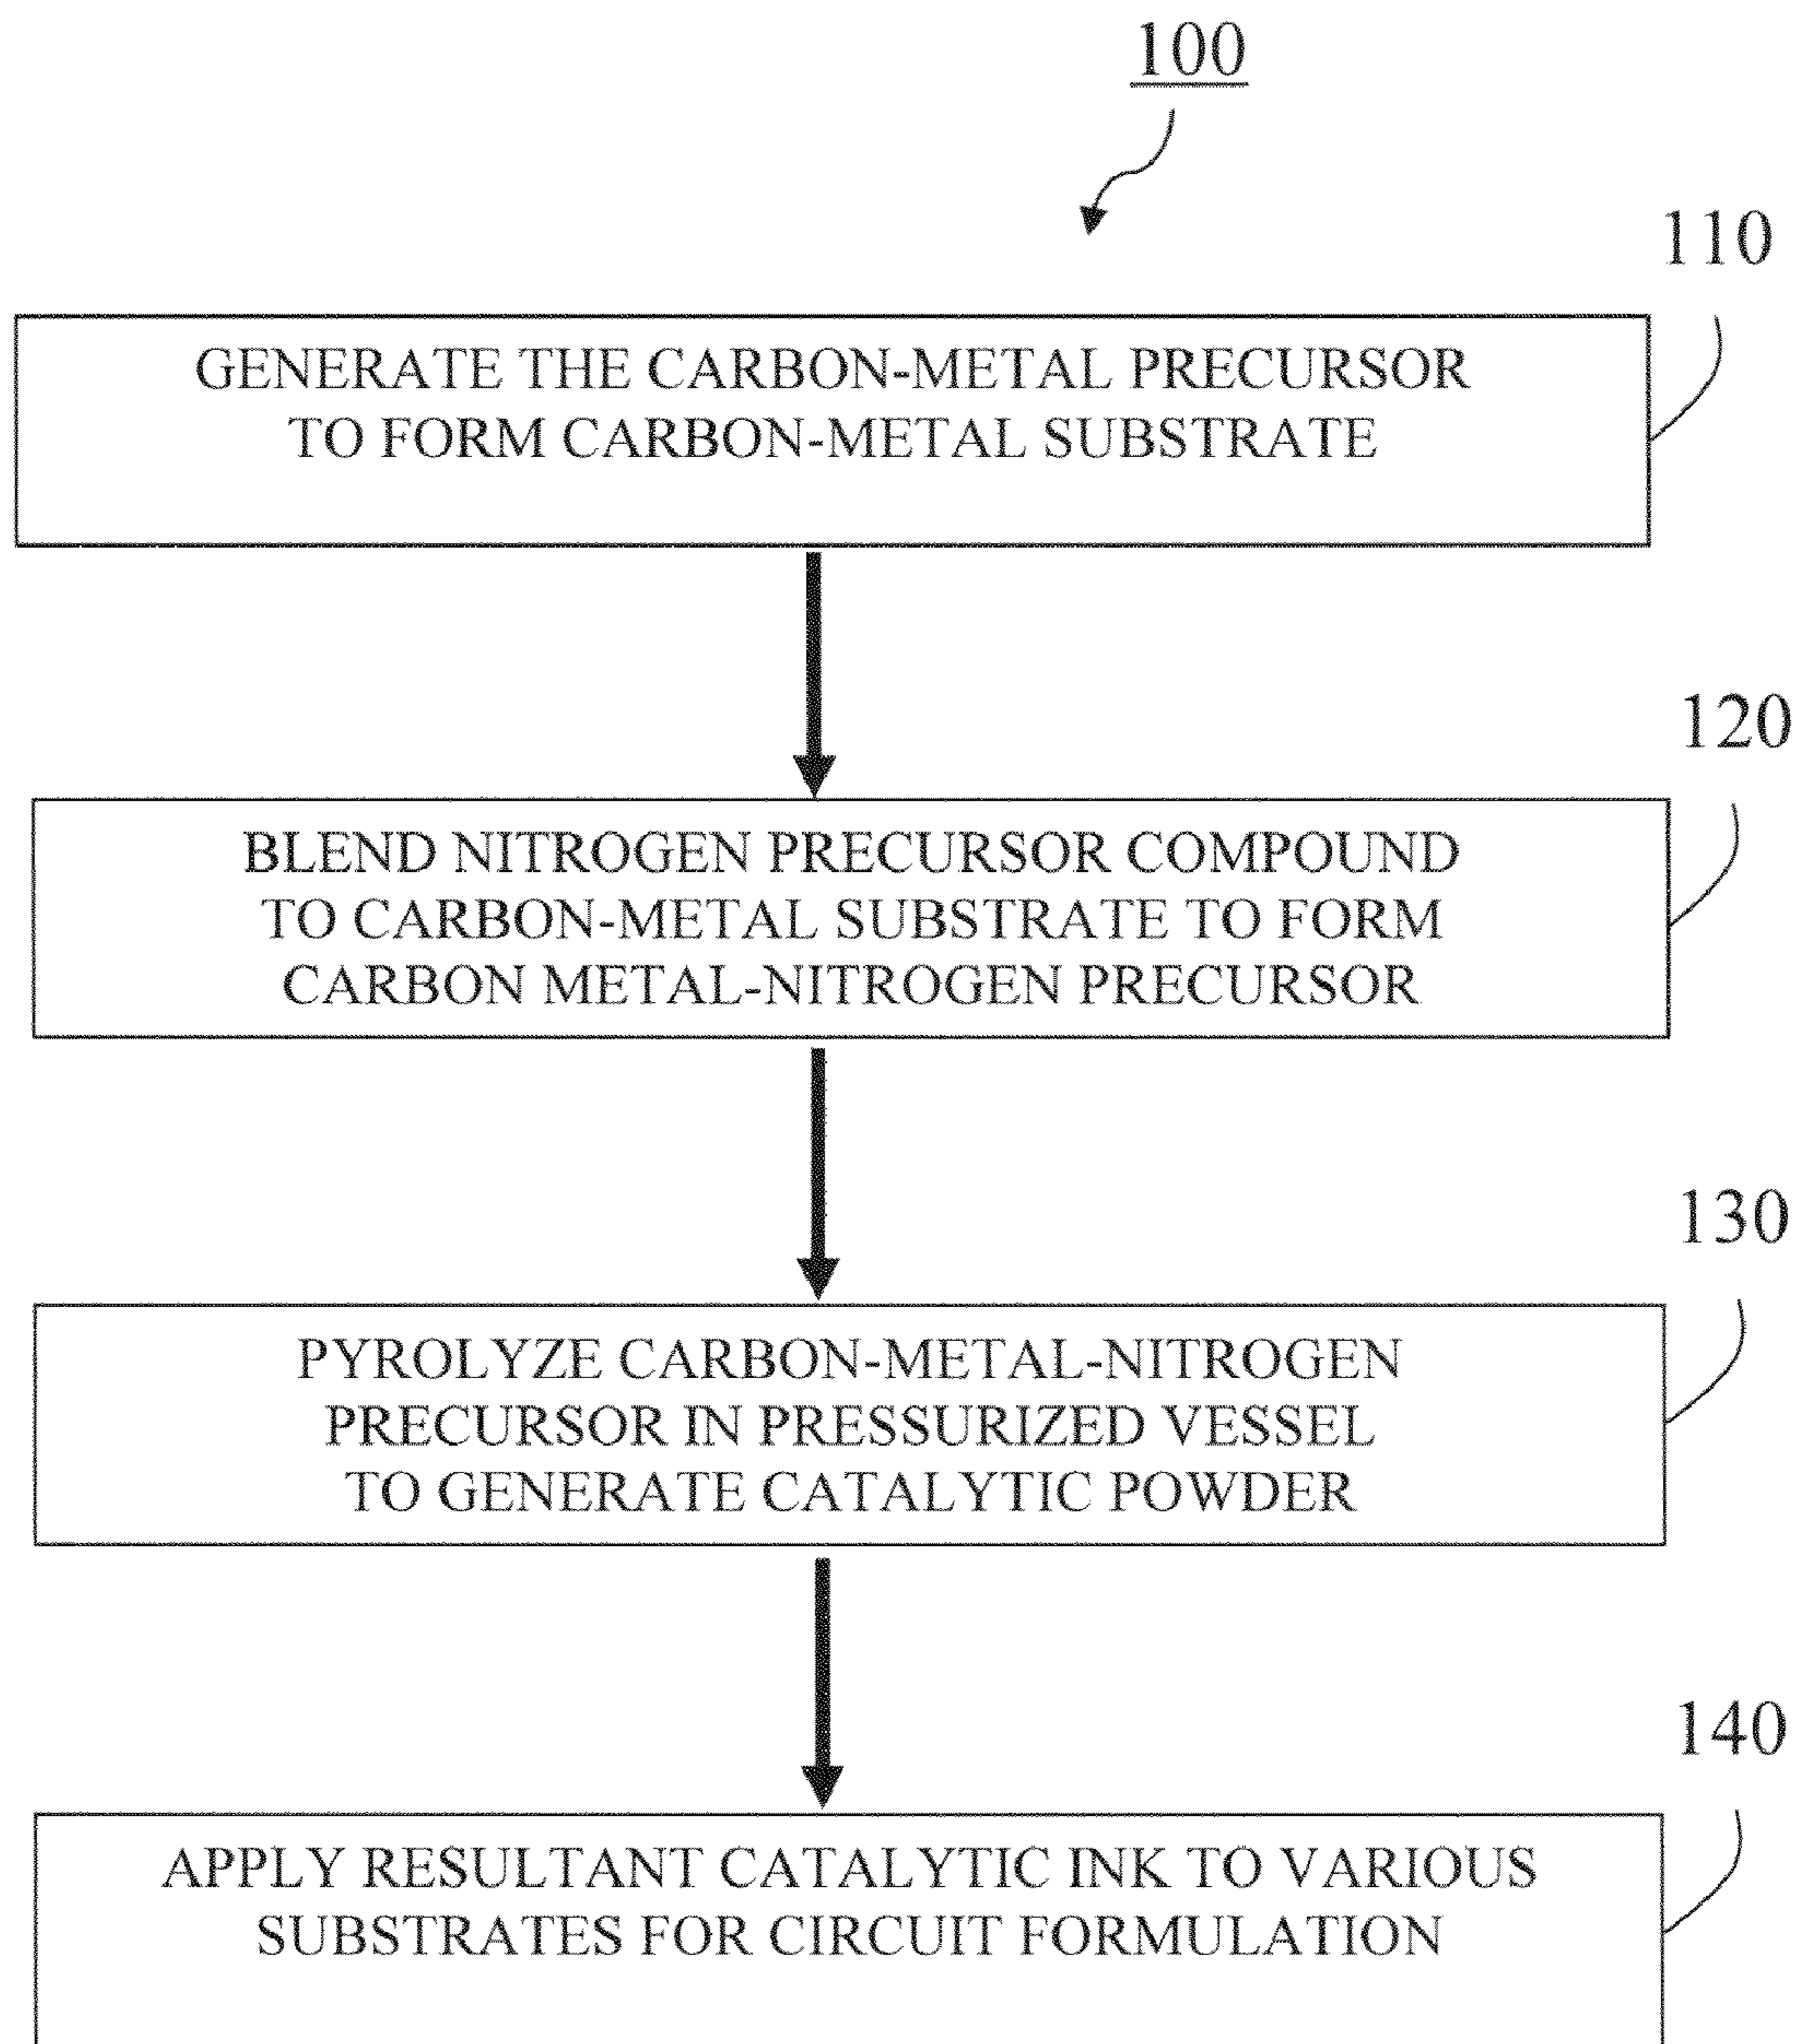 100
110
GENERATE THE CARBON-METAL PRECURSOR
TO FORM CARBON-METAL SUBSTRATE
120
BLEND NITROGEN PRECURSOR COMPOUND
TO CARBON-METAL SUBSTRATE TO FORM
CARBON METAL-NITROGEN PRECURSOR
130
PYROLYZE CARBON-METAL-NITROGEN
PRECURSOR IN PRESSURIZED VESSEL
TO GENERATE CATALYTIC POWDER
140
APPLY RESULTANT CATALYTIC INK TO VARIOUS
SUBSTRATES FOR CIRCUIT FORMULATION